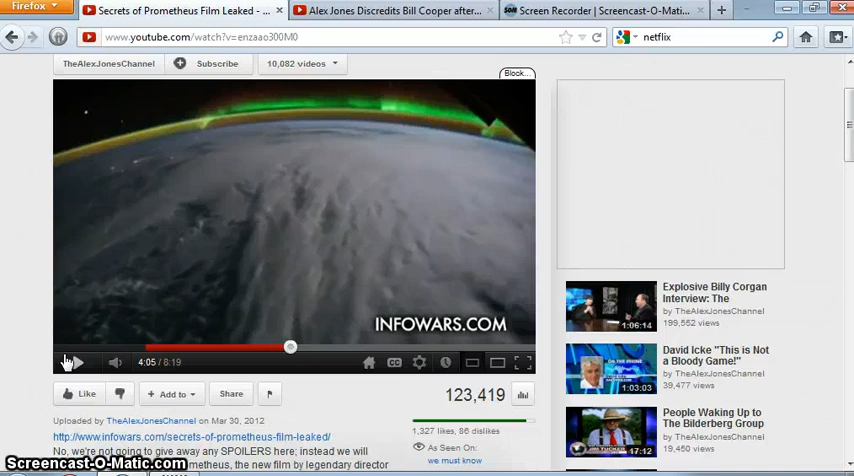 Firefox
Secrets of Prometheus Film Leaked - ...
Alex Jones Discredits Bill Cooper after...
Screen Recorder | Screencast-O-Mati...
www.youtube.com/watch?v=enzaao300M0
netflix
TheAlexJonesChannel
Subscribe
10,082 videos
Block...
INFOWARS.COM
4:05 / 8:19
CC
Like
Add to
Share
123,419
Uploaded by TheAlexJonesChannel on Mar 30, 2012
http://www.infowars.com/secrets-of-prometheus-film-leaked/
No, we're not going to give away any SPOILERS here; instead we will
metheus, the new film by legendary director
1,327 likes, 86 dislikes
As Seen On:
we must know
Explosive Billy Corgan
Interview: The
by TheAlexJonesChannel
199,552 views
1:06:14
David Icke "This is Not
a Bloody Game!"
by TheAlexJonesChannel
39,477 views
1:03:03
People Waking Up to
The Bilderberg Group
by TheAlexJonesChannel
19,450 views
17:12
Screencast-O-Matic.com